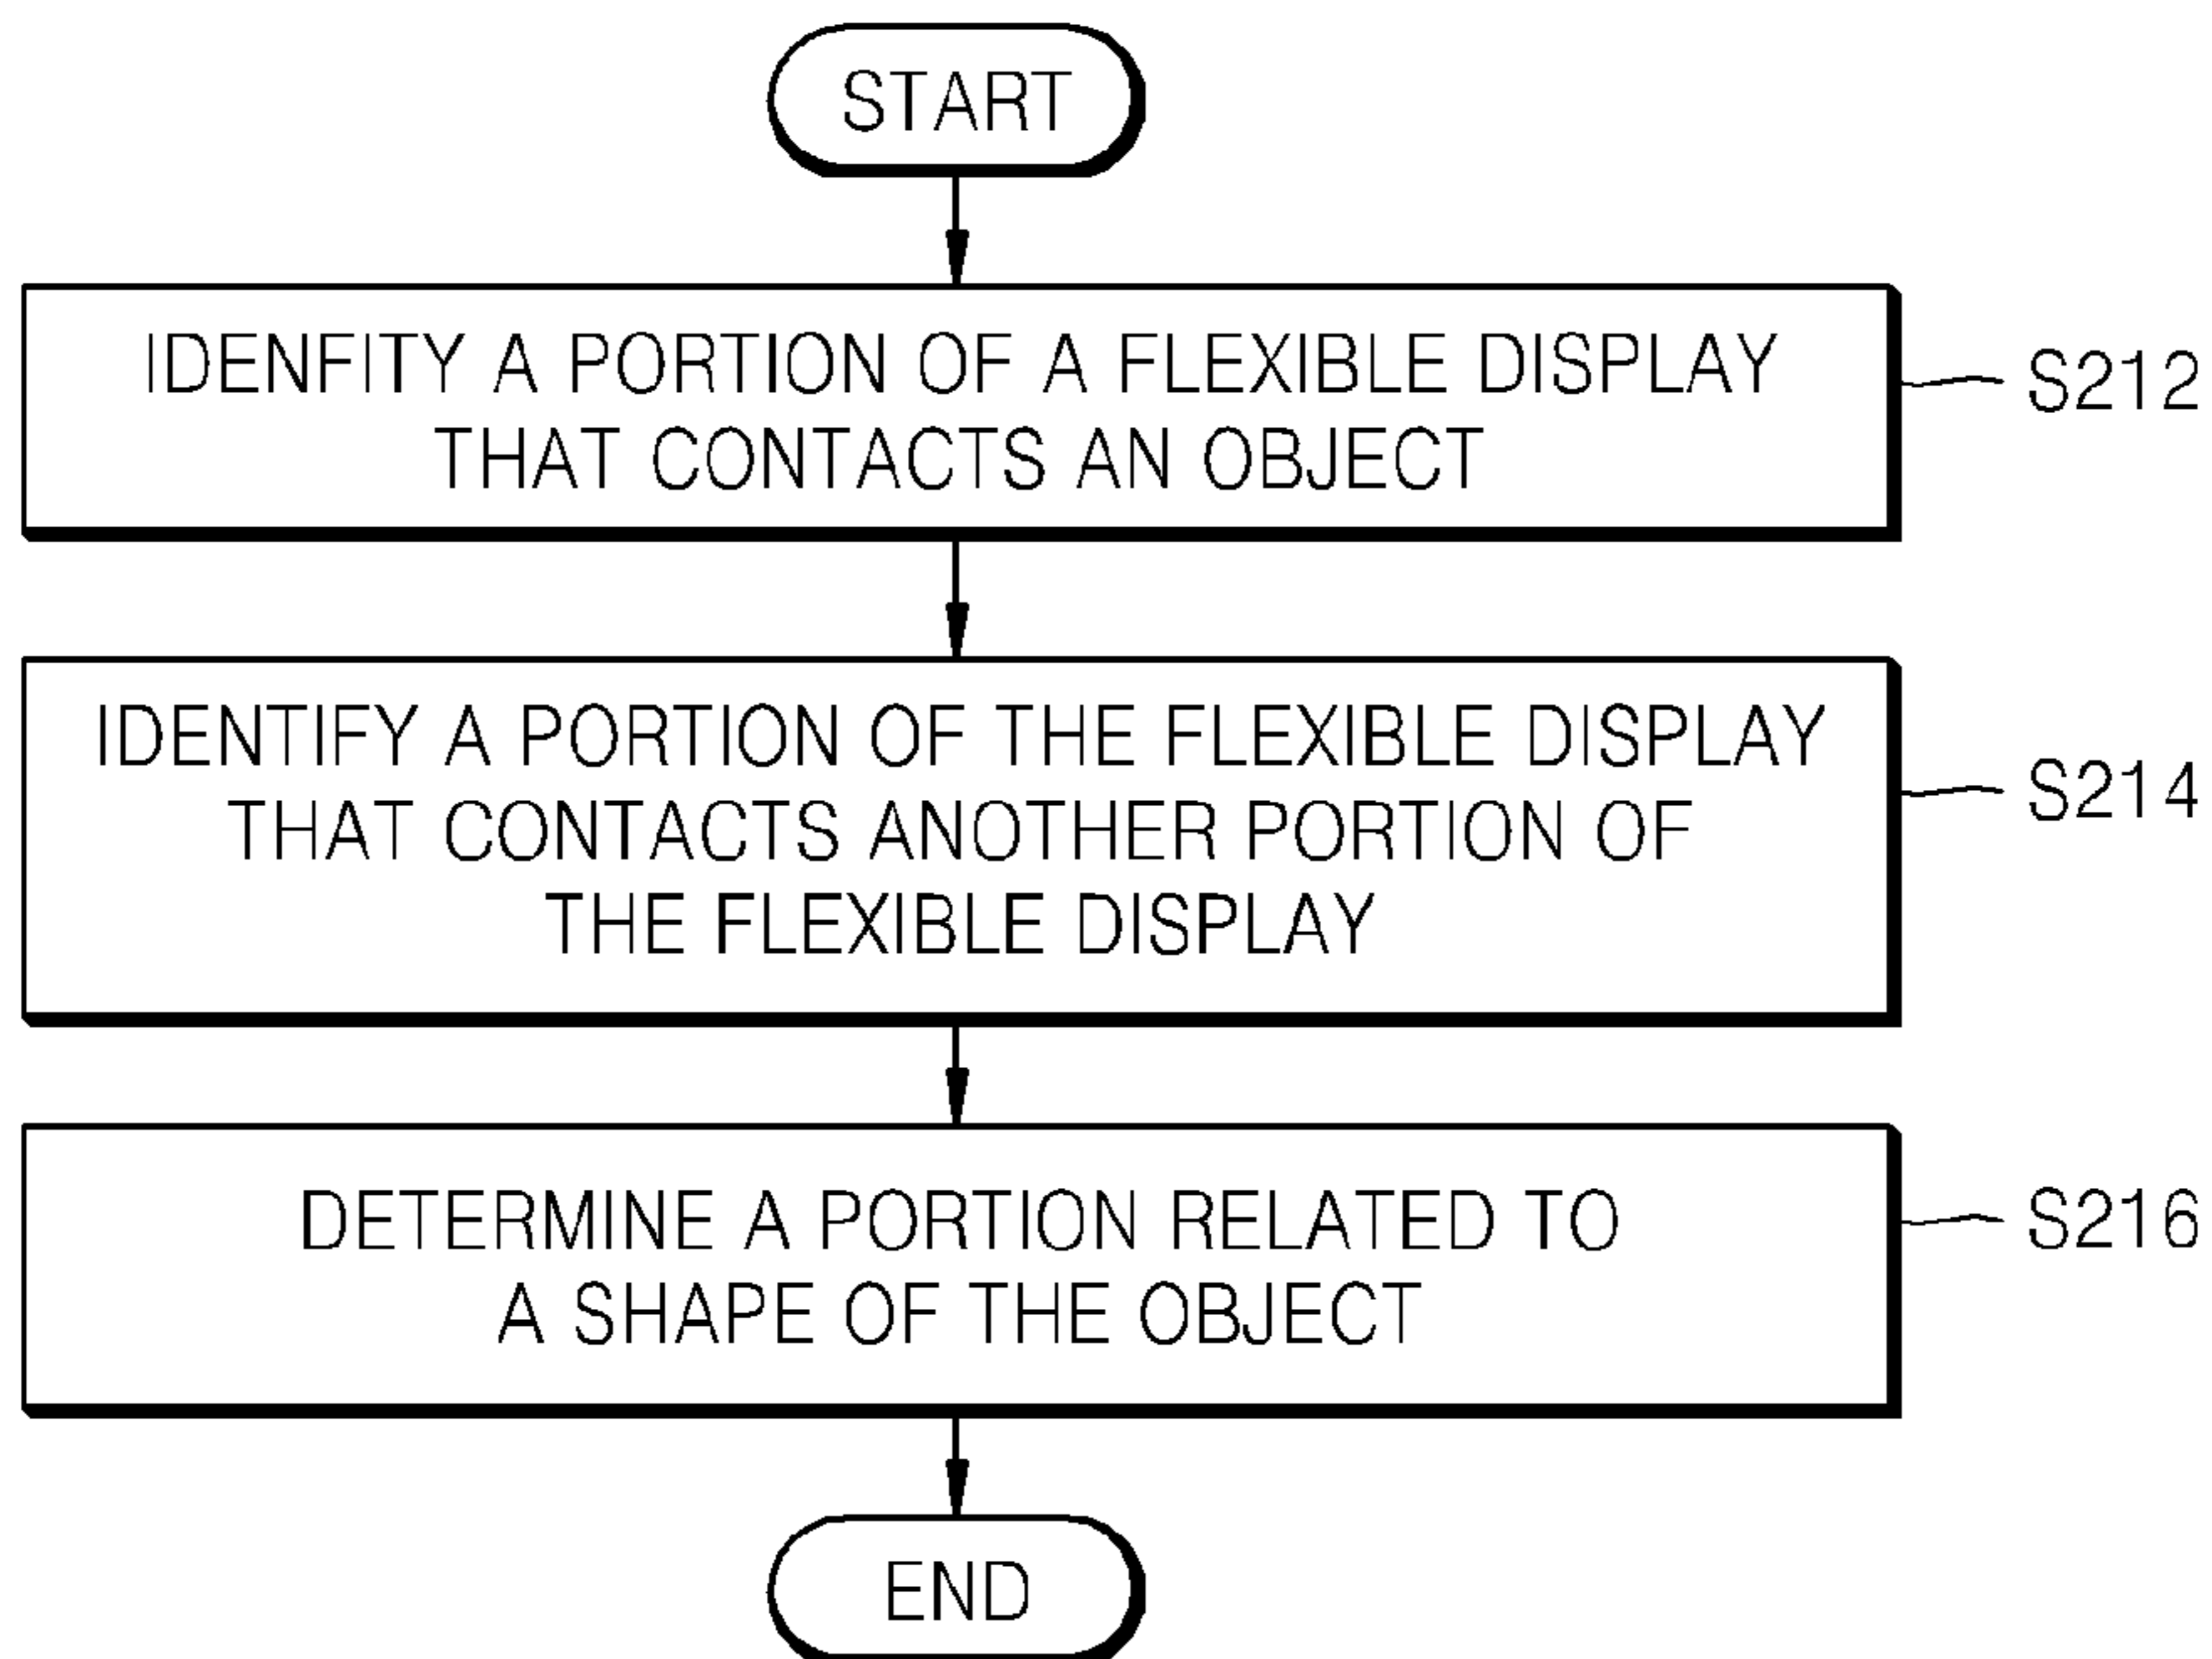 START
IDENFITY A PORTION OF A FLEXIBLE DISPLAY
THAT CONTACTS AN OBJECT
S212
IDENTIFY A PORTION OF THE FLEXIBLE DISPLAY
THAT CONTACTS ANOTHER PORTION OF
THE FLEXIBLE DISPLAY
S214
DETERMINE A PORTION RELATED TO
A SHAPE OF THE OBJECT
S216
END